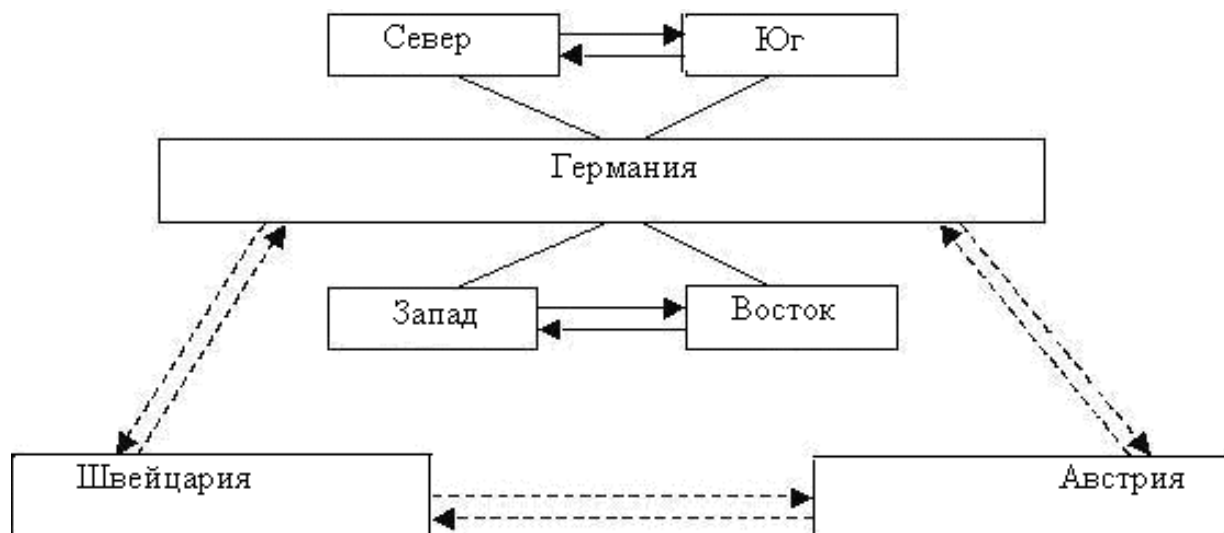 Север
Юг
Германия
Запад
Восток
Швейцария
Австрия